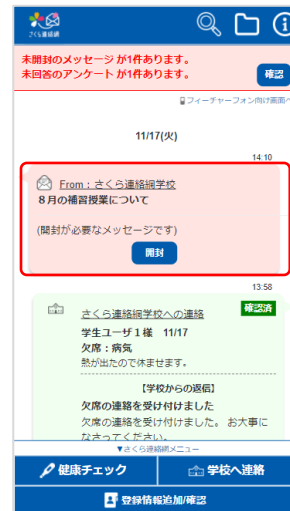 さくら連絡網
未開封のメッセージ が1件あります。
未回答のアンケート が1件あります。
確認
フィーチャーフォン向け画面へ
11/17(火)
14:10
From：さくら連絡網学校
８月の補習授業について
(開封が必要なメッセージです)
開封
13:58
さくら連絡網学校への連絡
確認済
学生ユーザ１様 11/17
欠席：病気
熱が出たので休ませます。
【学校からの返信】
欠席の連絡を受け付けました
欠席の連絡を受け付けました。 お大事に
なさってください。
▼さくら連絡網メニュー
健康チェック
学校へ連絡
登録情報追加/確認